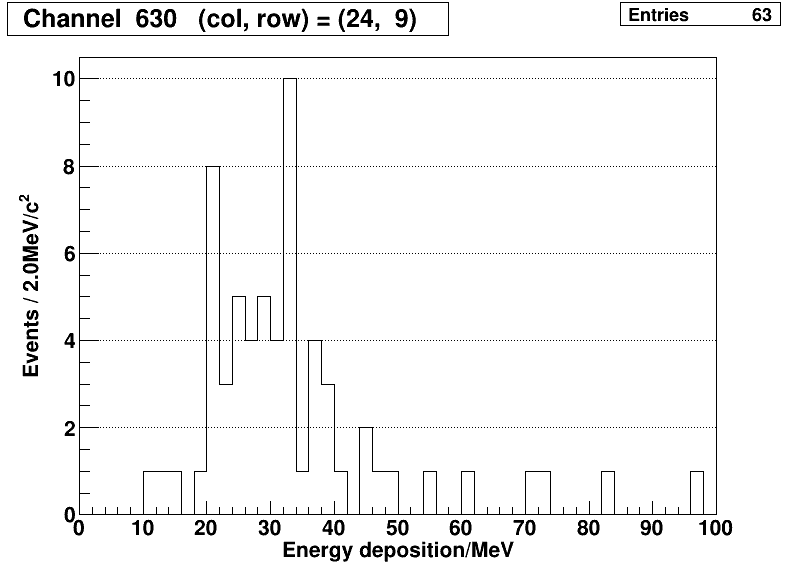 Channel 630 (col, row) = (24, 9)
Entries 63
Events / 2.0MeV/c²
10
8
6
4
2
0
0 10 20 30 40 50 60 70 80 90 100
Energy deposition/MeV